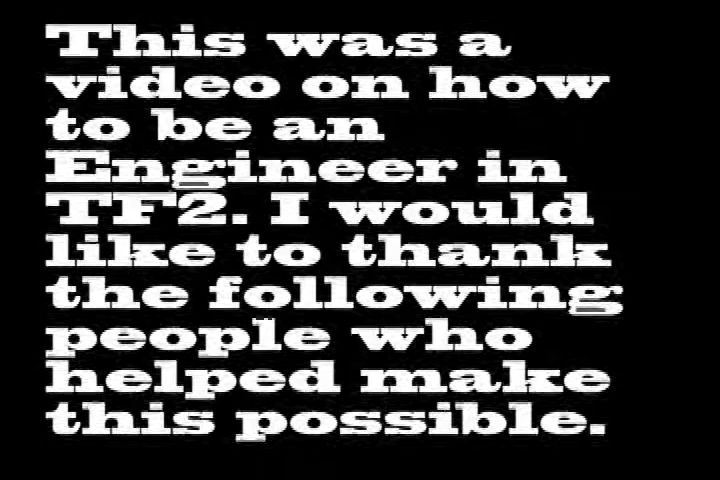 This was a
video on how
to be an
Engineer in
TF2. I would
like to thank
the following
people who
helped make
this possible.